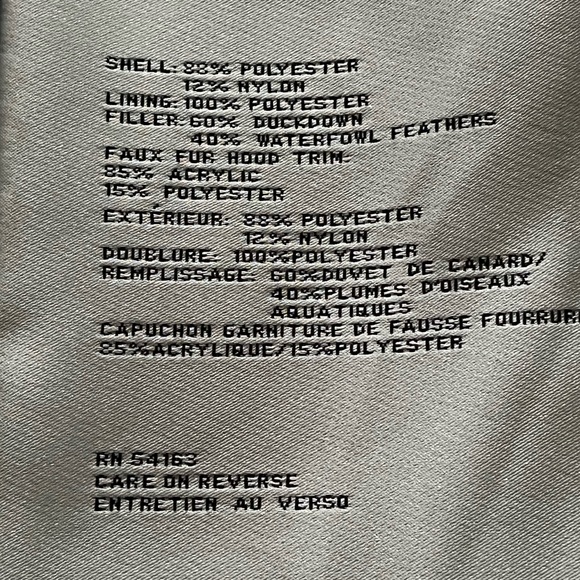 SHELL: 88% POLYESTER
12% NYLON
LINING: 100% POLYESTER
FILLER: 60% DUCKDOWN
40% WATERFOWL FEATHERS
FAUX FUR HOOD TRIM:
85% ACRYLIC
15% POLYESTER
EXTÉRIEUR: 88% POLYESTER
12% NYLON
DOUBLURE: 100%POLYESTER
REMPLISSAGE: 60%DUVET DE CANARD/
40%PLUMES D'OISEAUX
AQUATIQUES
CAPUCHON GARNITURE DE FAUSSE FOURRUR
85%ACRYLIQUE/15%POLYESTER
RN 54163
CARE ON REVERSE
ENTRETIEN AU VERSO